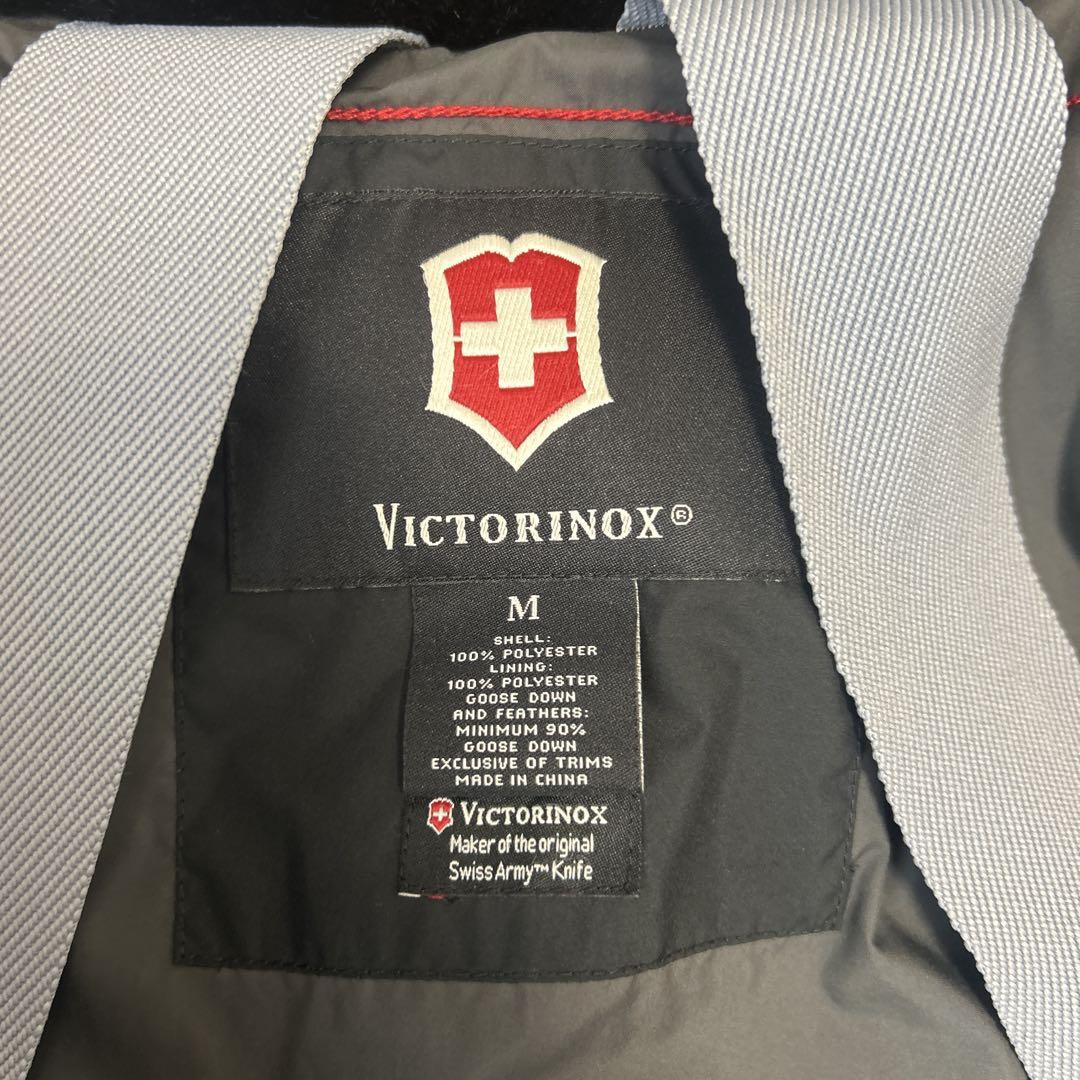 VICTORINOX®
M
SHELL:
100% POLYESTER
LINING:
100% POLYESTER
GOOSE DOWN
AND FEATHERS:
MINIMUM 90%
GOOSE DOWN
EXCLUSIVE OF TRIMS
MADE IN CHINA
VICTORINOX
Maker of the original
Swiss Army™ Knife